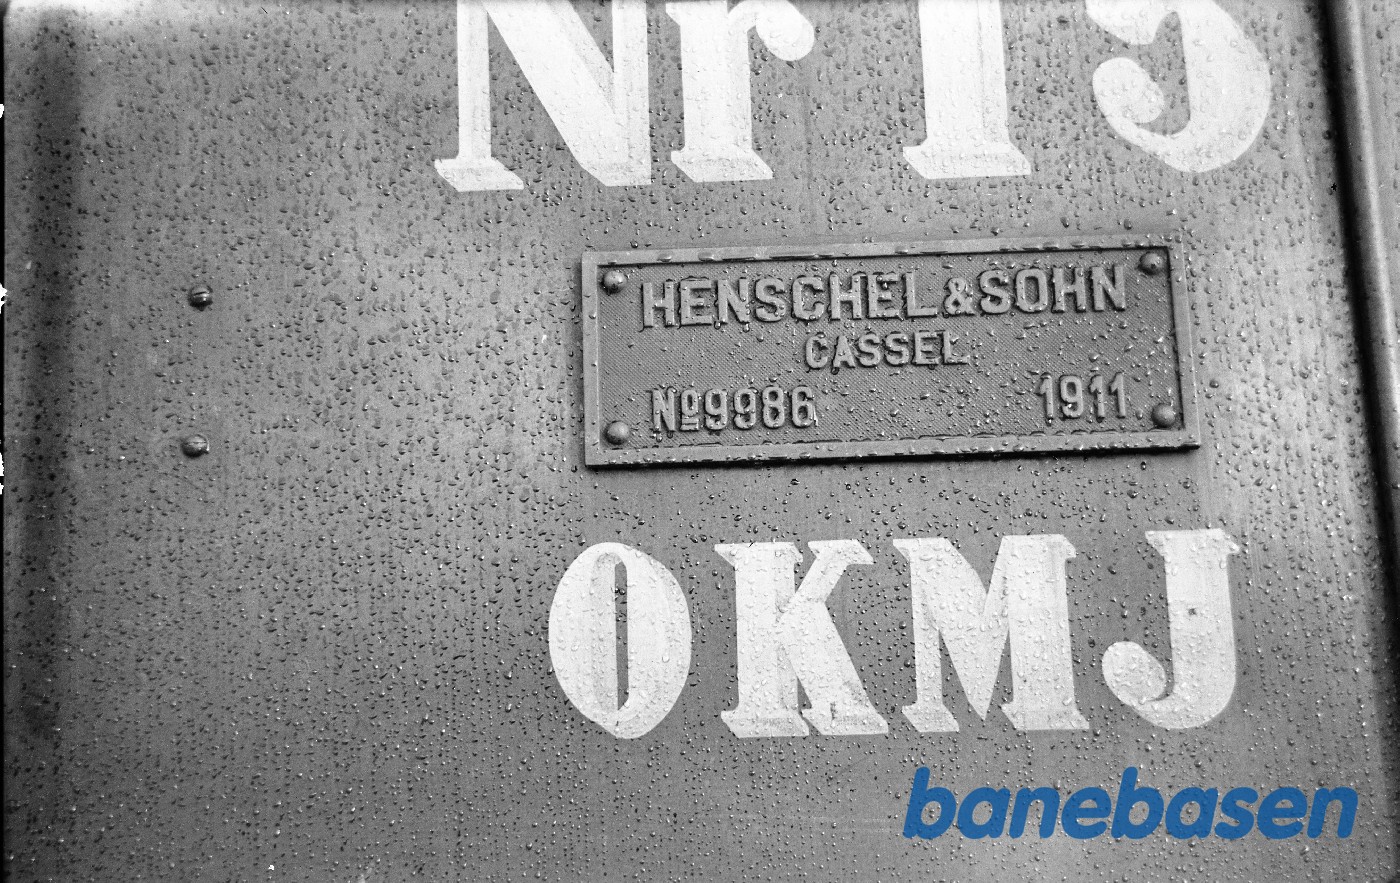 Nr 15
HENSCHEL & SOHN
CASSEL
Nº 9986 1911
OKMJ
banebasen